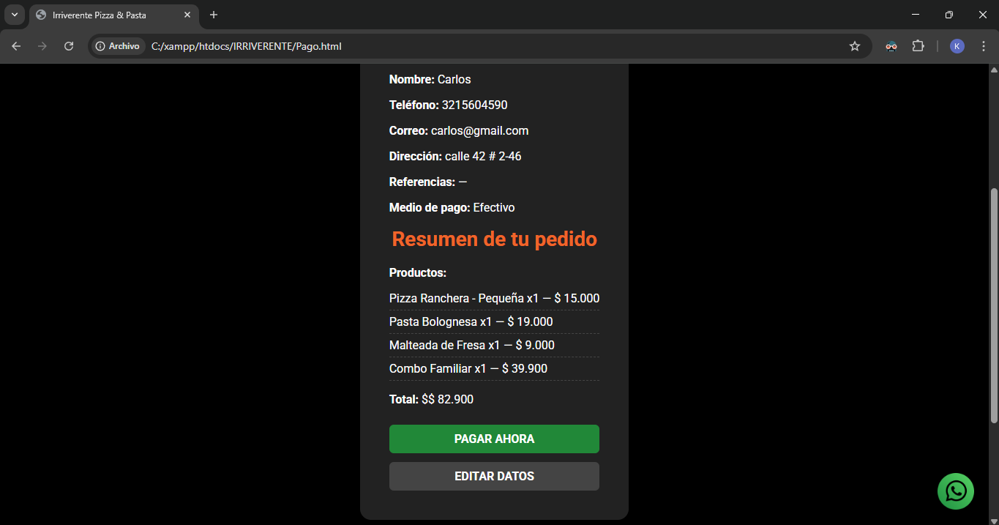 Irriverente Pizza & Pasta
Archivo
C:/xampp/htdocs/IRRIVERENTE/Pago.html
K
Nombre: Carlos
Teléfono: 3215604590
Correo: carlos@gmail.com
Dirección: calle 42 # 2-46
Referencias: —
Medio de pago: Efectivo
Resumen de tu pedido
Productos:
Pizza Ranchera - Pequeña x1 — $ 15.000
Pasta Bolognesa x1 — $ 19.000
Malteada de Fresa x1 — $ 9.000
Combo Familiar x1 — $ 39.900
Total: $$ 82.900
PAGAR AHORA
EDITAR DATOS